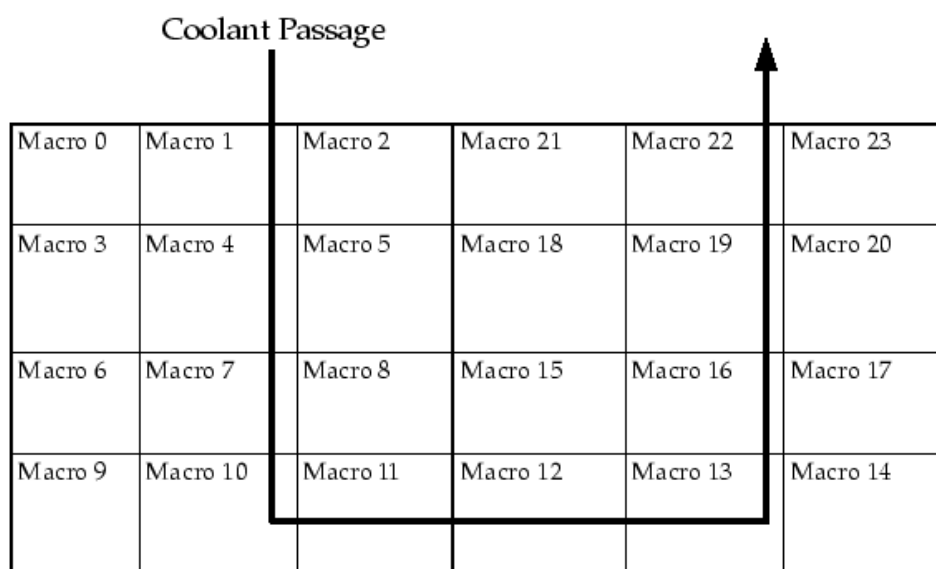 Coolant Passage
Macro 0 Macro 1 Macro 2 Macro 21 Macro 22 Macro 23
Macro 3 Macro 4 Macro 5 Macro 18 Macro 19 Macro 20
Macro 6 Macro 7 Macro 8 Macro 15 Macro 16 Macro 17
Macro 9 Macro 10 Macro 11 Macro 12 Macro 13 Macro 14